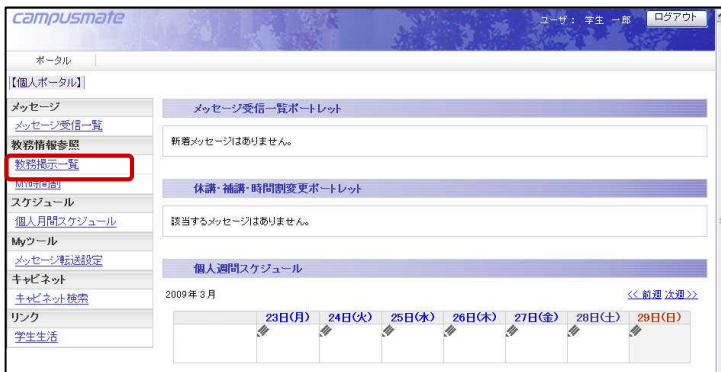 campusmate
ユーザ： 学生 一郎
ログアウト
ポータル
【個人ポータル】
メッセージ
メッセージ受信一覧
教務情報参照
教務掲示一覧
MY時間割
スケジュール
個人月間スケジュール
Myツール
メッセージ転送設定
キャビネット
キャビネット検索
リンク
学生生活
メッセージ受信一覧ポートレット
新着メッセージはありません。
休講・補講・時間割変更ポートレット
該当するメッセージはありません。
個人週間スケジュール
2009年3月
<< 前週 次週 >>
23日(月) 24日(火) 25日(水) 26日(木) 27日(金) 28日(土) 29日(日)